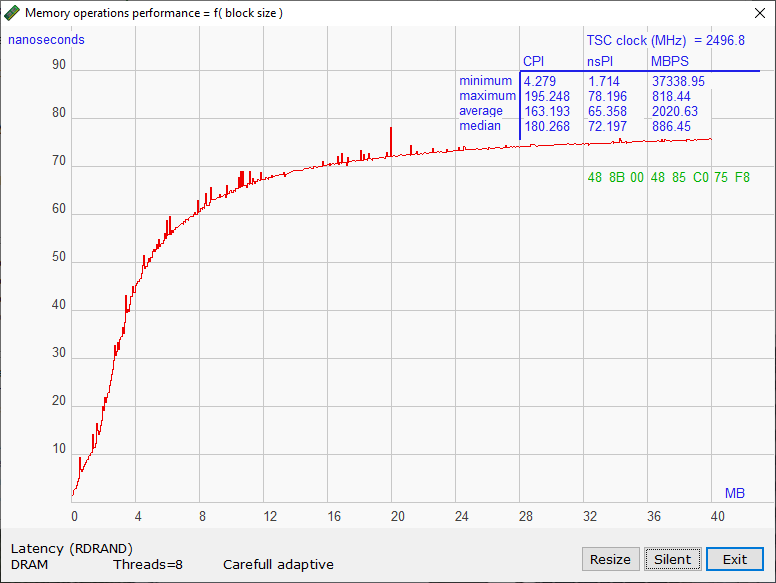 Memory operations performance = f( block size )
nanoseconds
TSC clock (MHz) = 2496.8
CPI nsPI MBPS
minimum 4.279 1.714 37338.95
maximum 195.248 78.196 818.44
average 163.193 65.358 2020.63
median 180.268 72.197 886.45
90
80
70
48 8B 00 48 85 C0 75 F8
60
50
40
30
20
10
MB
0 4 8 12 16 20 24 28 32 36 40
Latency (RDRAND)
DRAM Threads=8 Carefull adaptive
Resize Silent Exit